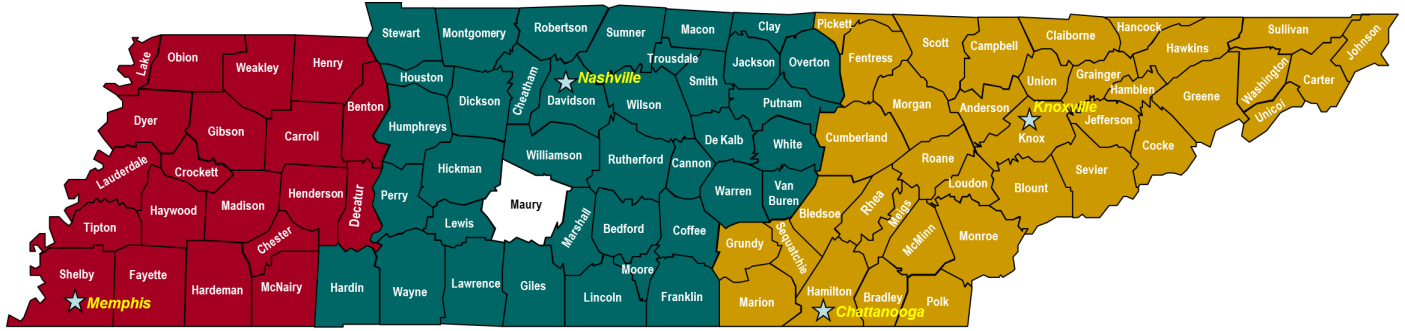 Lake
Obion
Weakley
Henry
Benton
Dyer
Gibson
Carroll
Lauderdale
Crockett
Haywood
Madison
Henderson
Decatur
Tipton
Chester
Shelby
Fayette
Hardeman
McNairy
Memphis
Stewart
Montgomery
Robertson
Sumner
Macon
Clay
Trousdale
Jackson
Overton
Houston
Dickson
Cheatham
Nashville
Davidson
Wilson
Smith
Putnam
Humphreys
De Kalb
White
Hickman
Williamson
Rutherford
Cannon
Perry
Lewis
Maury
Marshall
Bedford
Coffee
Warren
Van
Buren
Hardin
Wayne
Lawrence
Giles
Lincoln
Moore
Franklin
Pickett
Fentress
Scott
Campbell
Claiborne
Hancock
Hawkins
Sullivan
Johnson
Union
Grainger
Hamblen
Greene
Washington
Carter
Unicoi
Morgan
Anderson
Knoxville
Knox
Jefferson
Cocke
Cumberland
Roane
Loudon
Blount
Sevier
Bledsoe
Rhea
Meigs
McMinn
Monroe
Grundy
Sequatchie
Marion
Hamilton
Bradley
Polk
Chattanooga